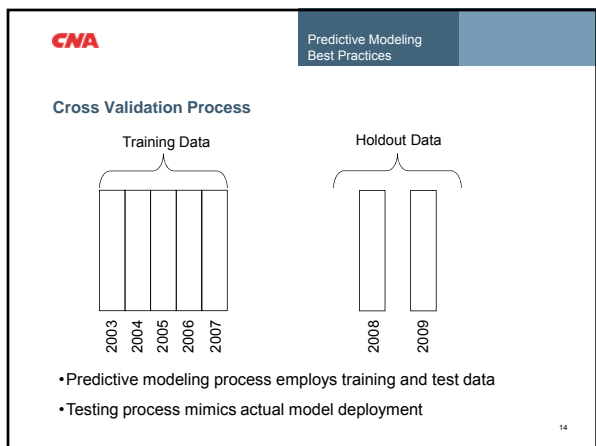 CNA
Predictive Modeling
Best Practices
Cross Validation Process
Training Data
Holdout Data
2003
2004
2005
2006
2007
2008
2009
•Predictive modeling process employs training and test data
•Testing process mimics actual model deployment
14